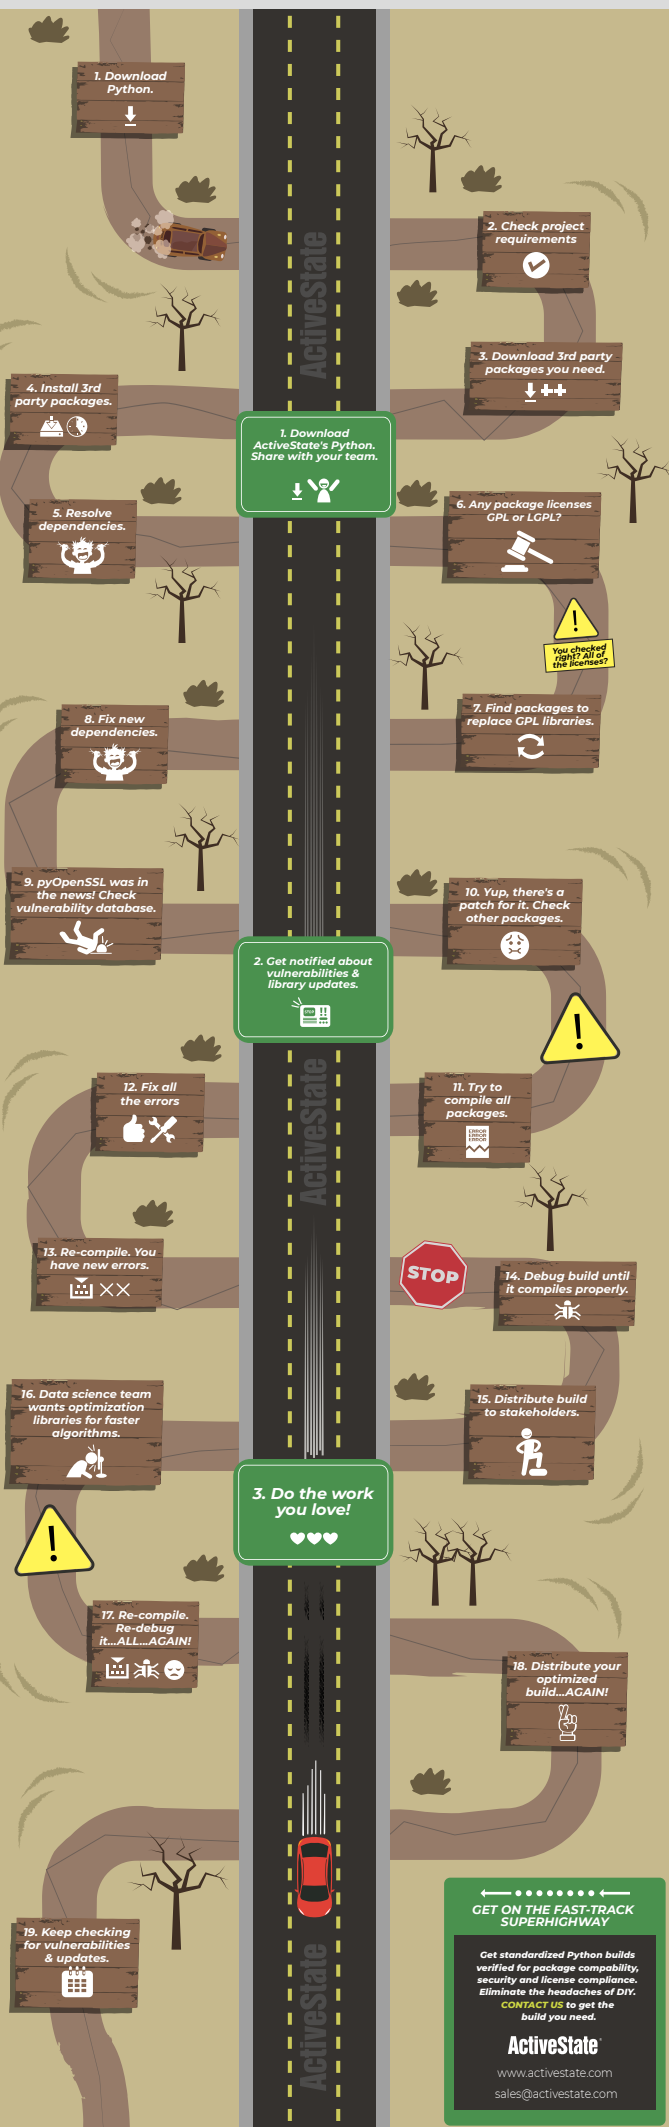 1. Download
Python.
ActiveState
2. Check project
requirements
3. Download 3rd party
packages you need.
4. Install 3rd
party packages.
1. Download
ActiveState's Python.
Share with your team.
5. Resolve
dependencies.
6. Any package licenses
GPL or LGPL?
!
You checked
right? All of
the licenses?
7. Find packages to
replace GPL libraries.
8. Fix new
dependencies.
9. pyOpenSSL was in
the news! Check
vulnerability database.
10. Yup, there's a
patch for it. Check
other packages.
2. Get notified about
vulnerabilities &
library updates.
!
ActiveState
11. Try to
compile all
packages.
ERROR
ERROR
ERROR
12. Fix all
the errors
13. Re-compile. You
have new errors.
STOP
14. Debug build until
it compiles properly.
15. Distribute build
to stakeholders.
16. Data science team
wants optimization
libraries for faster
algorithms.
3. Do the work
you love!
!
17. Re-compile.
Re-debug
it...ALL...AGAIN!
18. Distribute your
optimized
build...AGAIN!
19. Keep checking
for vulnerabilities
& updates.
ActiveState
GET ON THE FAST-TRACK
SUPERHIGHWAY
Get standardized Python builds
verified for package compability,
security and license compliance.
Eliminate the headaches of DIY.
CONTACT US to get the
build you need.
ActiveState
www.activestate.com
sales@activestate.com